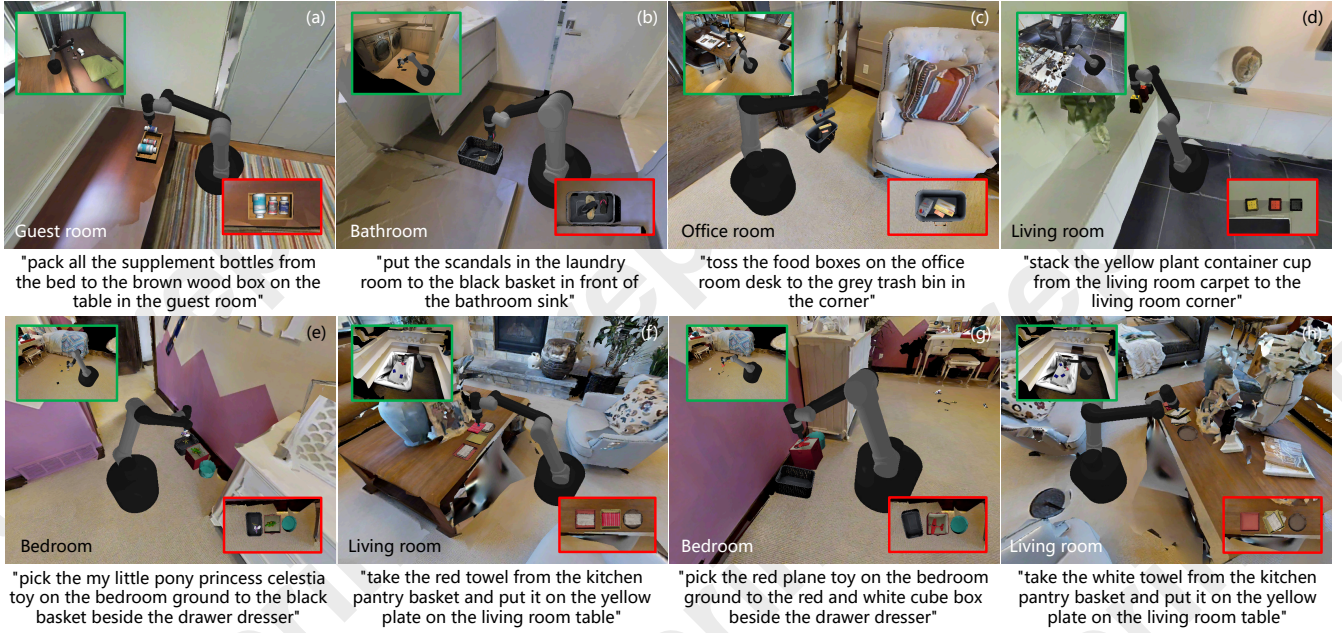 (a)
Guest room
"pack all the supplement bottles from
the bed to the brown wood box on the
table in the guest room"
(b)
Bathroom
"put the scandals in the laundry
room to the black basket in front of
the bathroom sink"
(c)
Office room
"toss the food boxes on the office
room desk to the grey trash bin in
the corner"
(d)
Living room
"stack the yellow plant container cup
from the living room carpet to the
living room corner"
(e)
Bedroom
"pick the my little pony princess celestia
toy on the bedroom ground to the black
basket beside the drawer dresser"
(f)
Living room
"take the red towel from the kitchen
pantry basket and put it on the yellow
plate on the living room table"
(g)
Bedroom
"pick the red plane toy on the bedroom
ground to the red and white cube box
beside the drawer dresser"
(h)
Living room
"take the white towel from the kitchen
pantry basket and put it on the yellow
plate on the living room table"